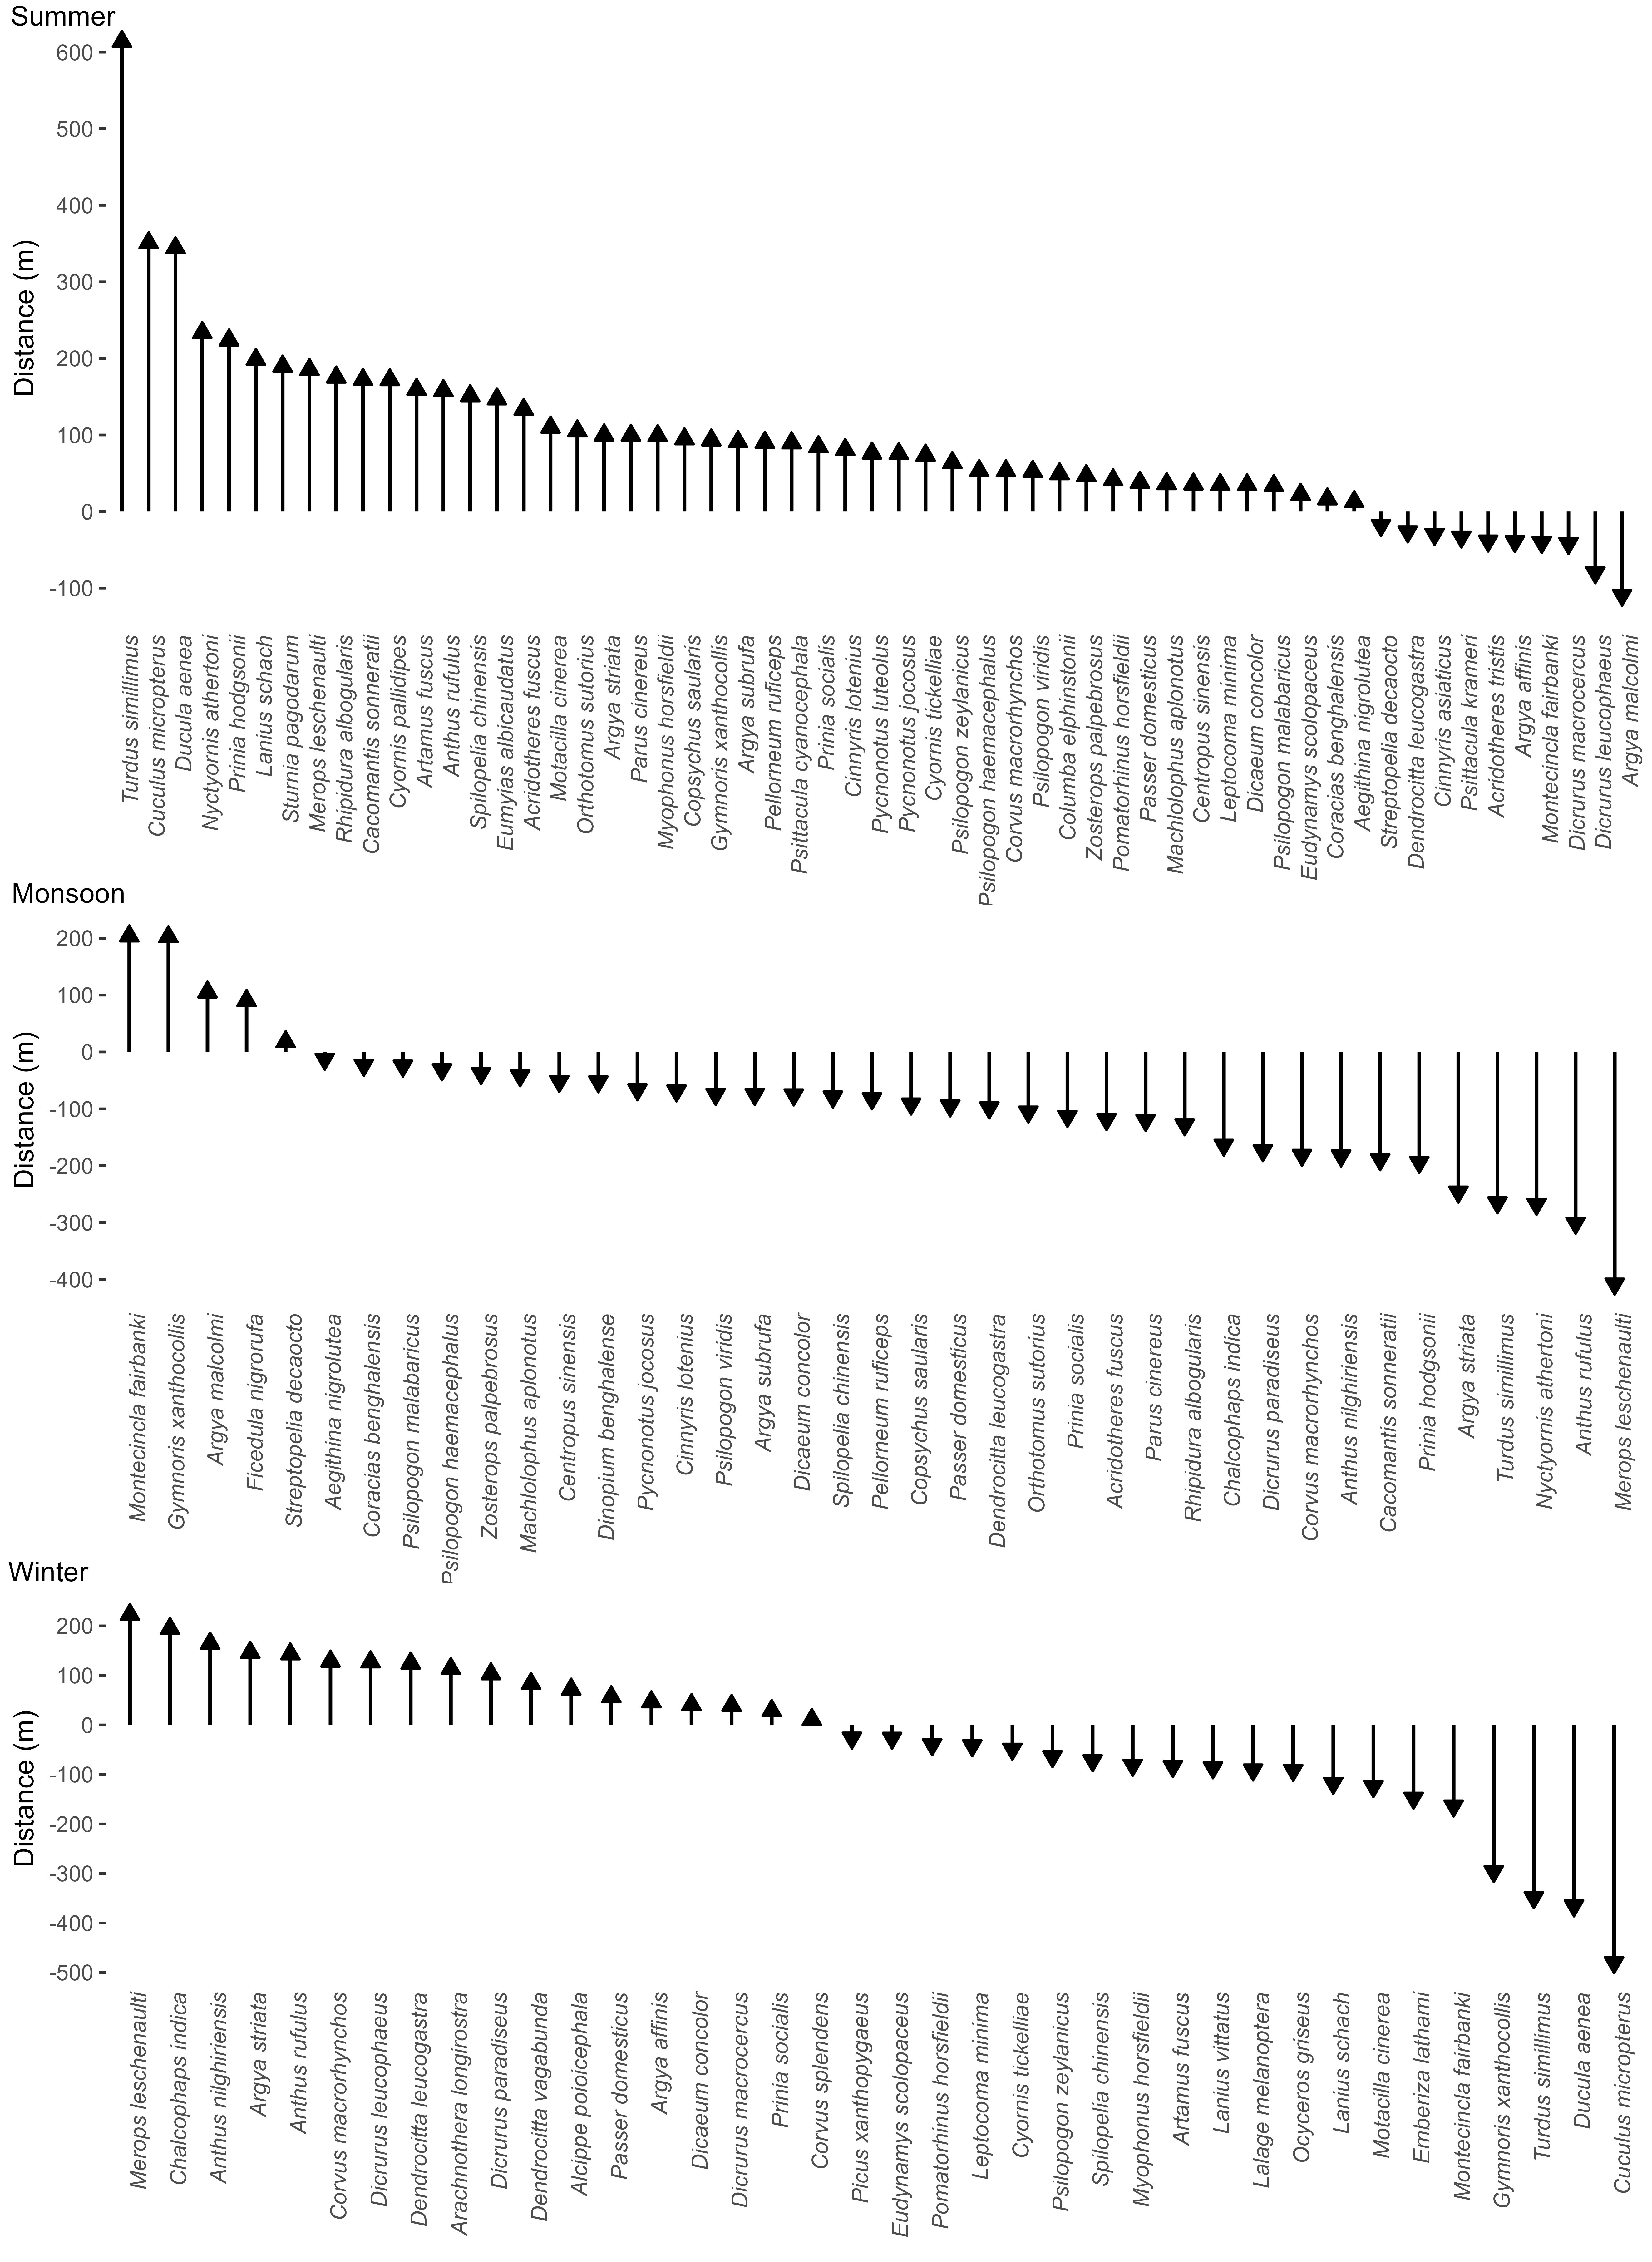 Summer
Distance (m)
600
500
400
300
200
100
0
-100
Turdus simillimus
Cuculus micropterus
Ducula aenea
Nyctyornis athertoni
Prinia hodgsonii
Lanius schach
Sturnia pagodarum
Merops leschenaulti
Rhipidura albogularis
Cacomantis sonneratii
Cyornis pallidipes
Artamus fuscus
Anthus rufulus
Spilopelia chinensis
Eumyias albicaudatus
Acridotheres fuscus
Motacilla cinerea
Orthotomus sutorius
Argya striata
Parus cinereus
Myophonus horsfieldii
Copsychus saularis
Gymnoris xanthocollis
Argya subrufa
Pellorneum ruficeps
Psittacula cyanocephala
Prinia socialis
Cinnyris lotenius
Pycnonotus luteolus
Pycnonotus jocosus
Cyornis tickelliae
Psilopogon zeylanicus
Psilopogon haemacephalus
Corvus macrorhynchos
Psilopogon viridis
Columba elphinstonii
Zosterops palpebrosus
Pomatorhinus horsfieldii
Passer domesticus
Machlolophus aplonotus
Centropus sinensis
Leptocoma minima
Dicaeum concolor
Psilopogon malabaricus
Eudynamys scolopaceus
Coracias benghalensis
Aegithina nigrolutea
Streptopelia decaocto
Dendrocitta leucogastra
Cinnyris asiaticus
Psittacula krameri
Acridotheres tristis
Argya affinis
Montecincla fairbanki
Dicrurus macrocercus
Dicrurus leucophaeus
Argya malcolmi
Monsoon
Distance (m)
200
100
0
-100
-200
-300
-400
Montecincla fairbanki
Gymnoris xanthocollis
Argya malcolmi
Ficedula nigrorufa
Streptopelia decaocto
Aegithina nigrolutea
Coracias benghalensis
Psilopogon malabaricus
Psilopogon haemacephalus
Zosterops palpebrosus
Machlolophus aplonotus
Centropus sinensis
Dinopium benghalense
Pycnonotus jocosus
Cinnyris lotenius
Psilopogon viridis
Argya subrufa
Dicaeum concolor
Spilopelia chinensis
Pellorneum ruficeps
Copsychus saularis
Passer domesticus
Dendrocitta leucogastra
Orthotomus sutorius
Prinia socialis
Acridotheres fuscus
Parus cinereus
Rhipidura albogularis
Chalcophaps indica
Dicrurus paradiseus
Corvus macrorhynchos
Anthus nilghiriensis
Cacomantis sonneratii
Prinia hodgsonii
Argya striata
Turdus simillimus
Nyctyornis athertoni
Anthus rufulus
Merops leschenaulti
Winter
Distance (m)
200
100
0
-100
-200
-300
-400
-500
Merops leschenaulti
Chalcophaps indica
Anthus nilghiriensis
Argya striata
Anthus rufulus
Corvus macrorhynchos
Dicrurus leucophaeus
Dendrocitta leucogastra
Arachnothera longirostra
Dicrurus paradiseus
Dendrocitta vagabunda
Alcippe poioicephala
Passer domesticus
Argya affinis
Dicaeum concolor
Dicrurus macrocercus
Prinia socialis
Corvus splendens
Picus xanthopygaeus
Eudynamys scolopaceus
Pomatorhinus horsfieldii
Leptocoma minima
Cyornis tickelliae
Psilopogon zeylanicus
Spilopelia chinensis
Myophonus horsfieldii
Artamus fuscus
Lanius vittatus
Lalage melanoptera
Ocyceros griseus
Lanius schach
Motacilla cinerea
Emberiza lathami
Montecincla fairbanki
Gymnoris xanthocollis
Turdus simillimus
Ducula aenea
Cuculus micropterus